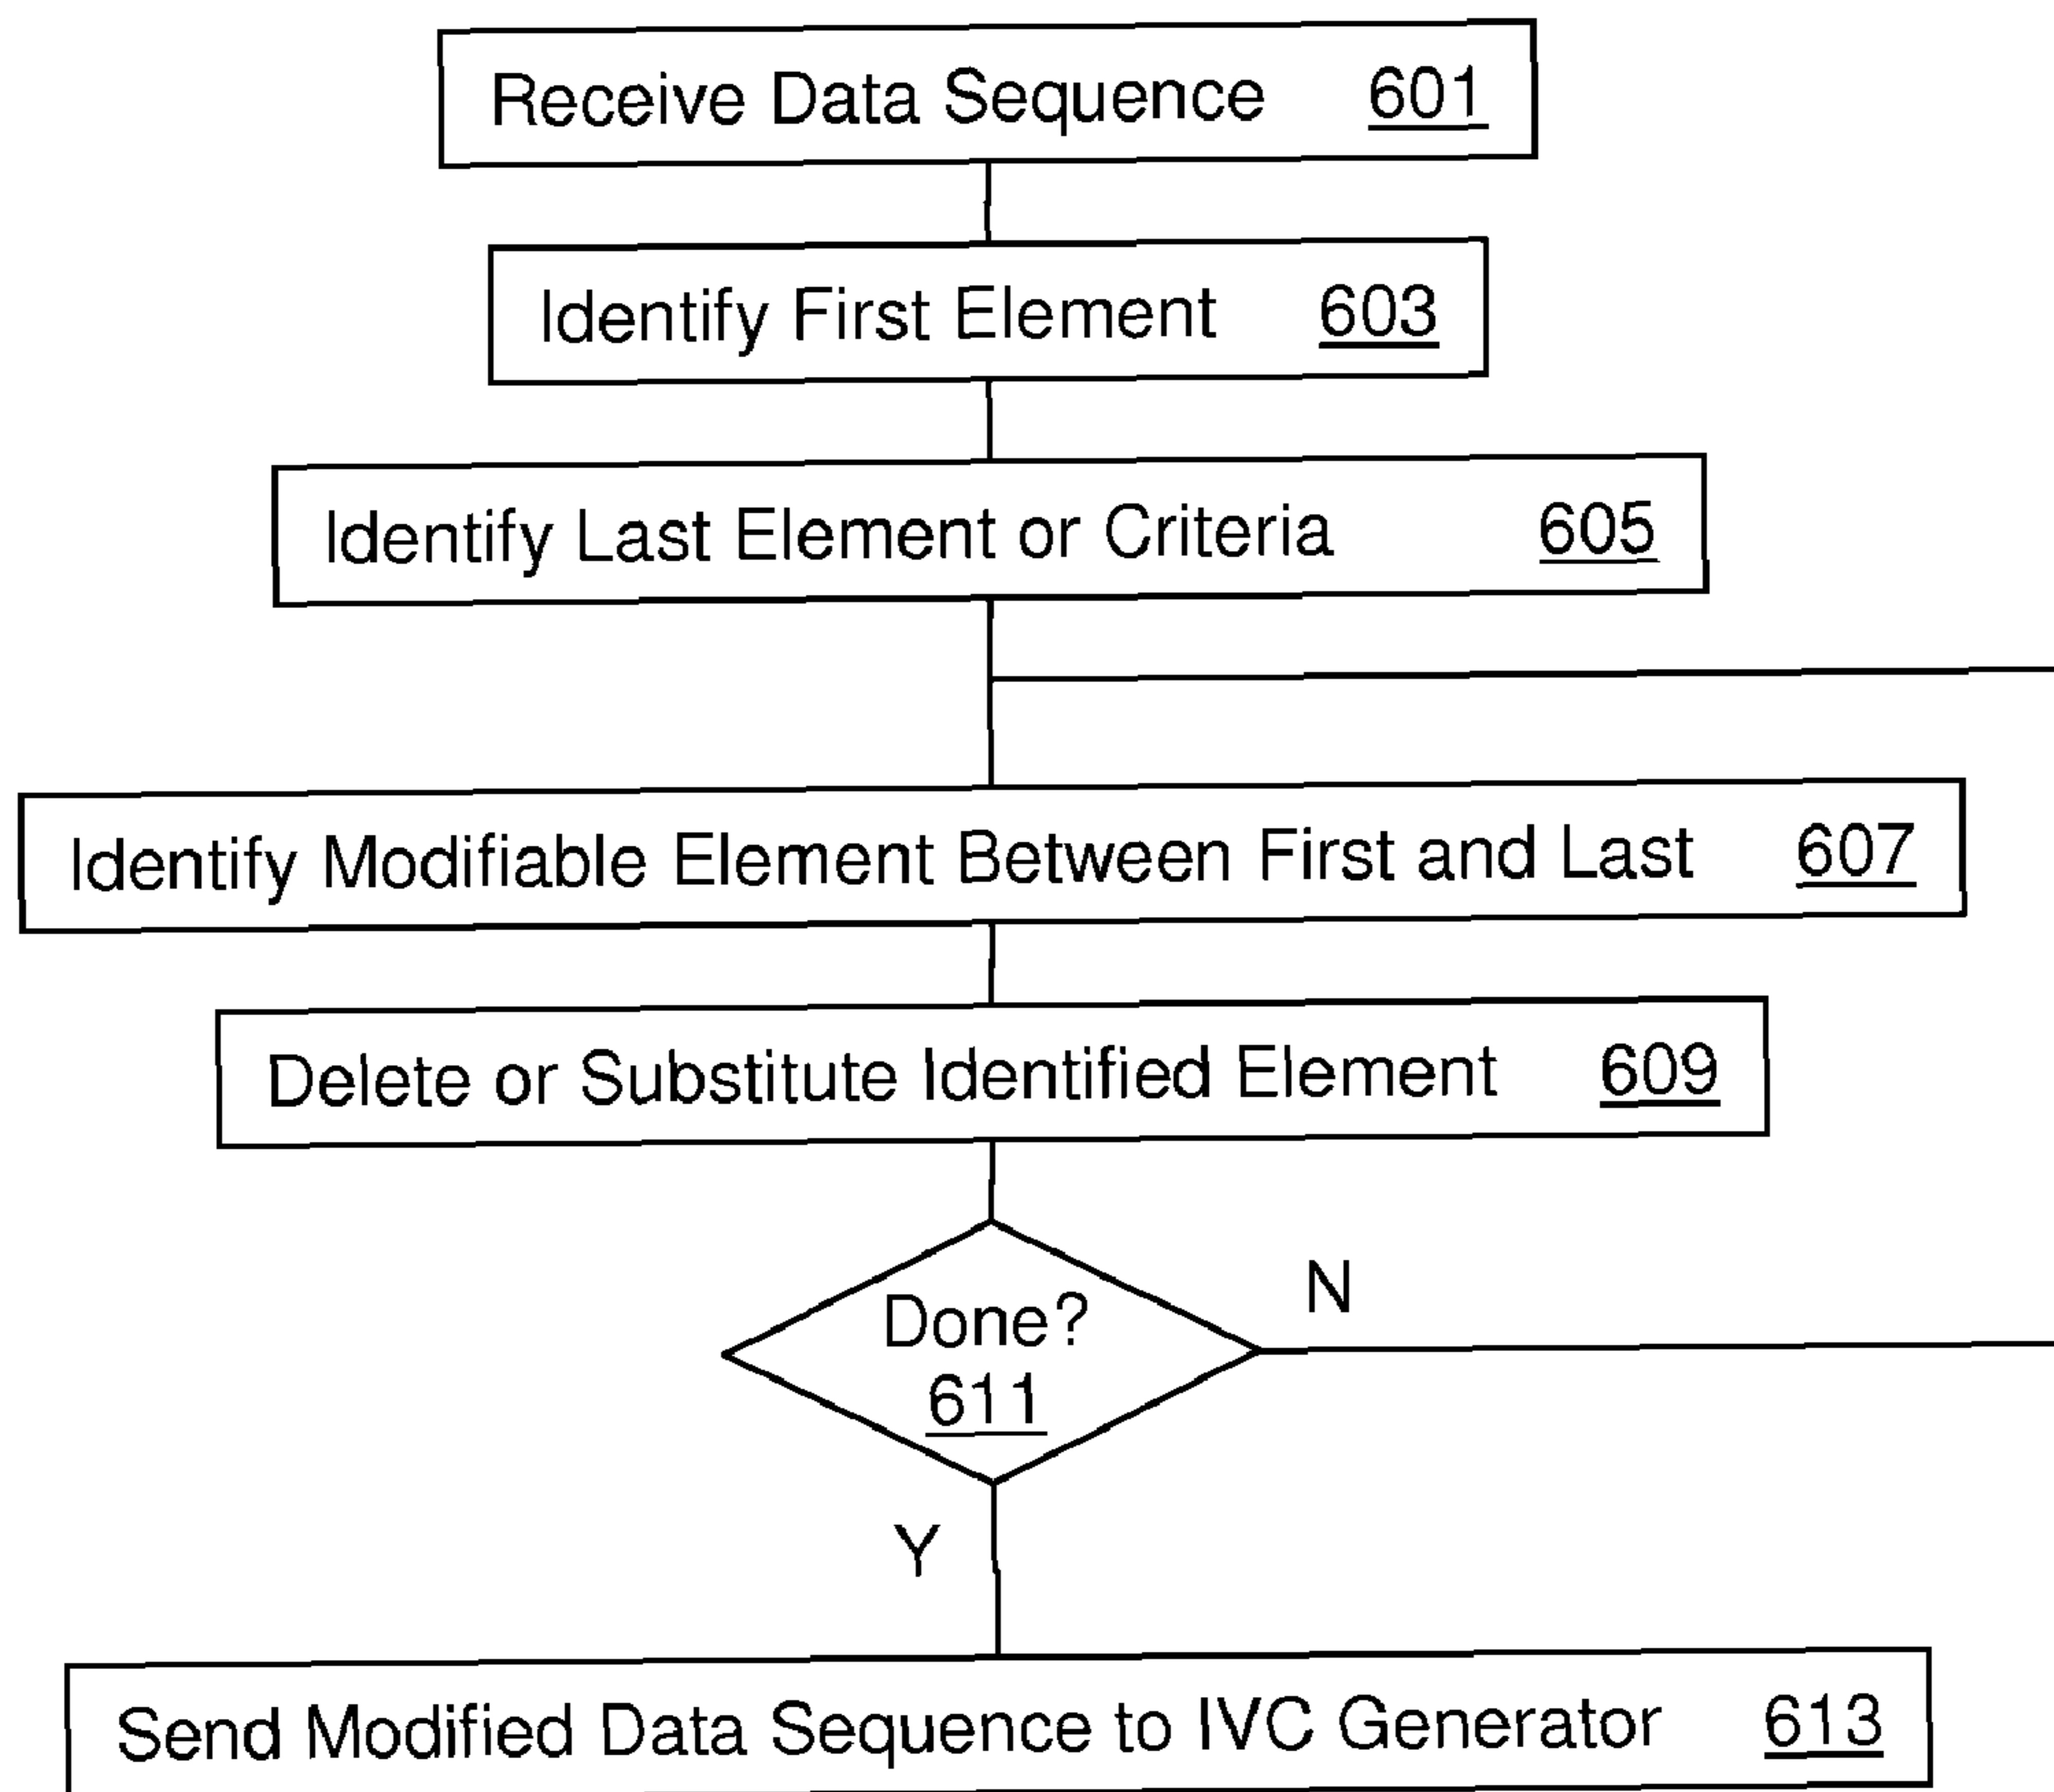 Receive Data Sequence 601
Identify First Element 603
Identify Last Element or Criteria 605
Identify Modifiable Element Between First and Last 607
Delete or Substitute Identified Element 609
Done?
611
N
Y
Send Modified Data Sequence to IVC Generator 613